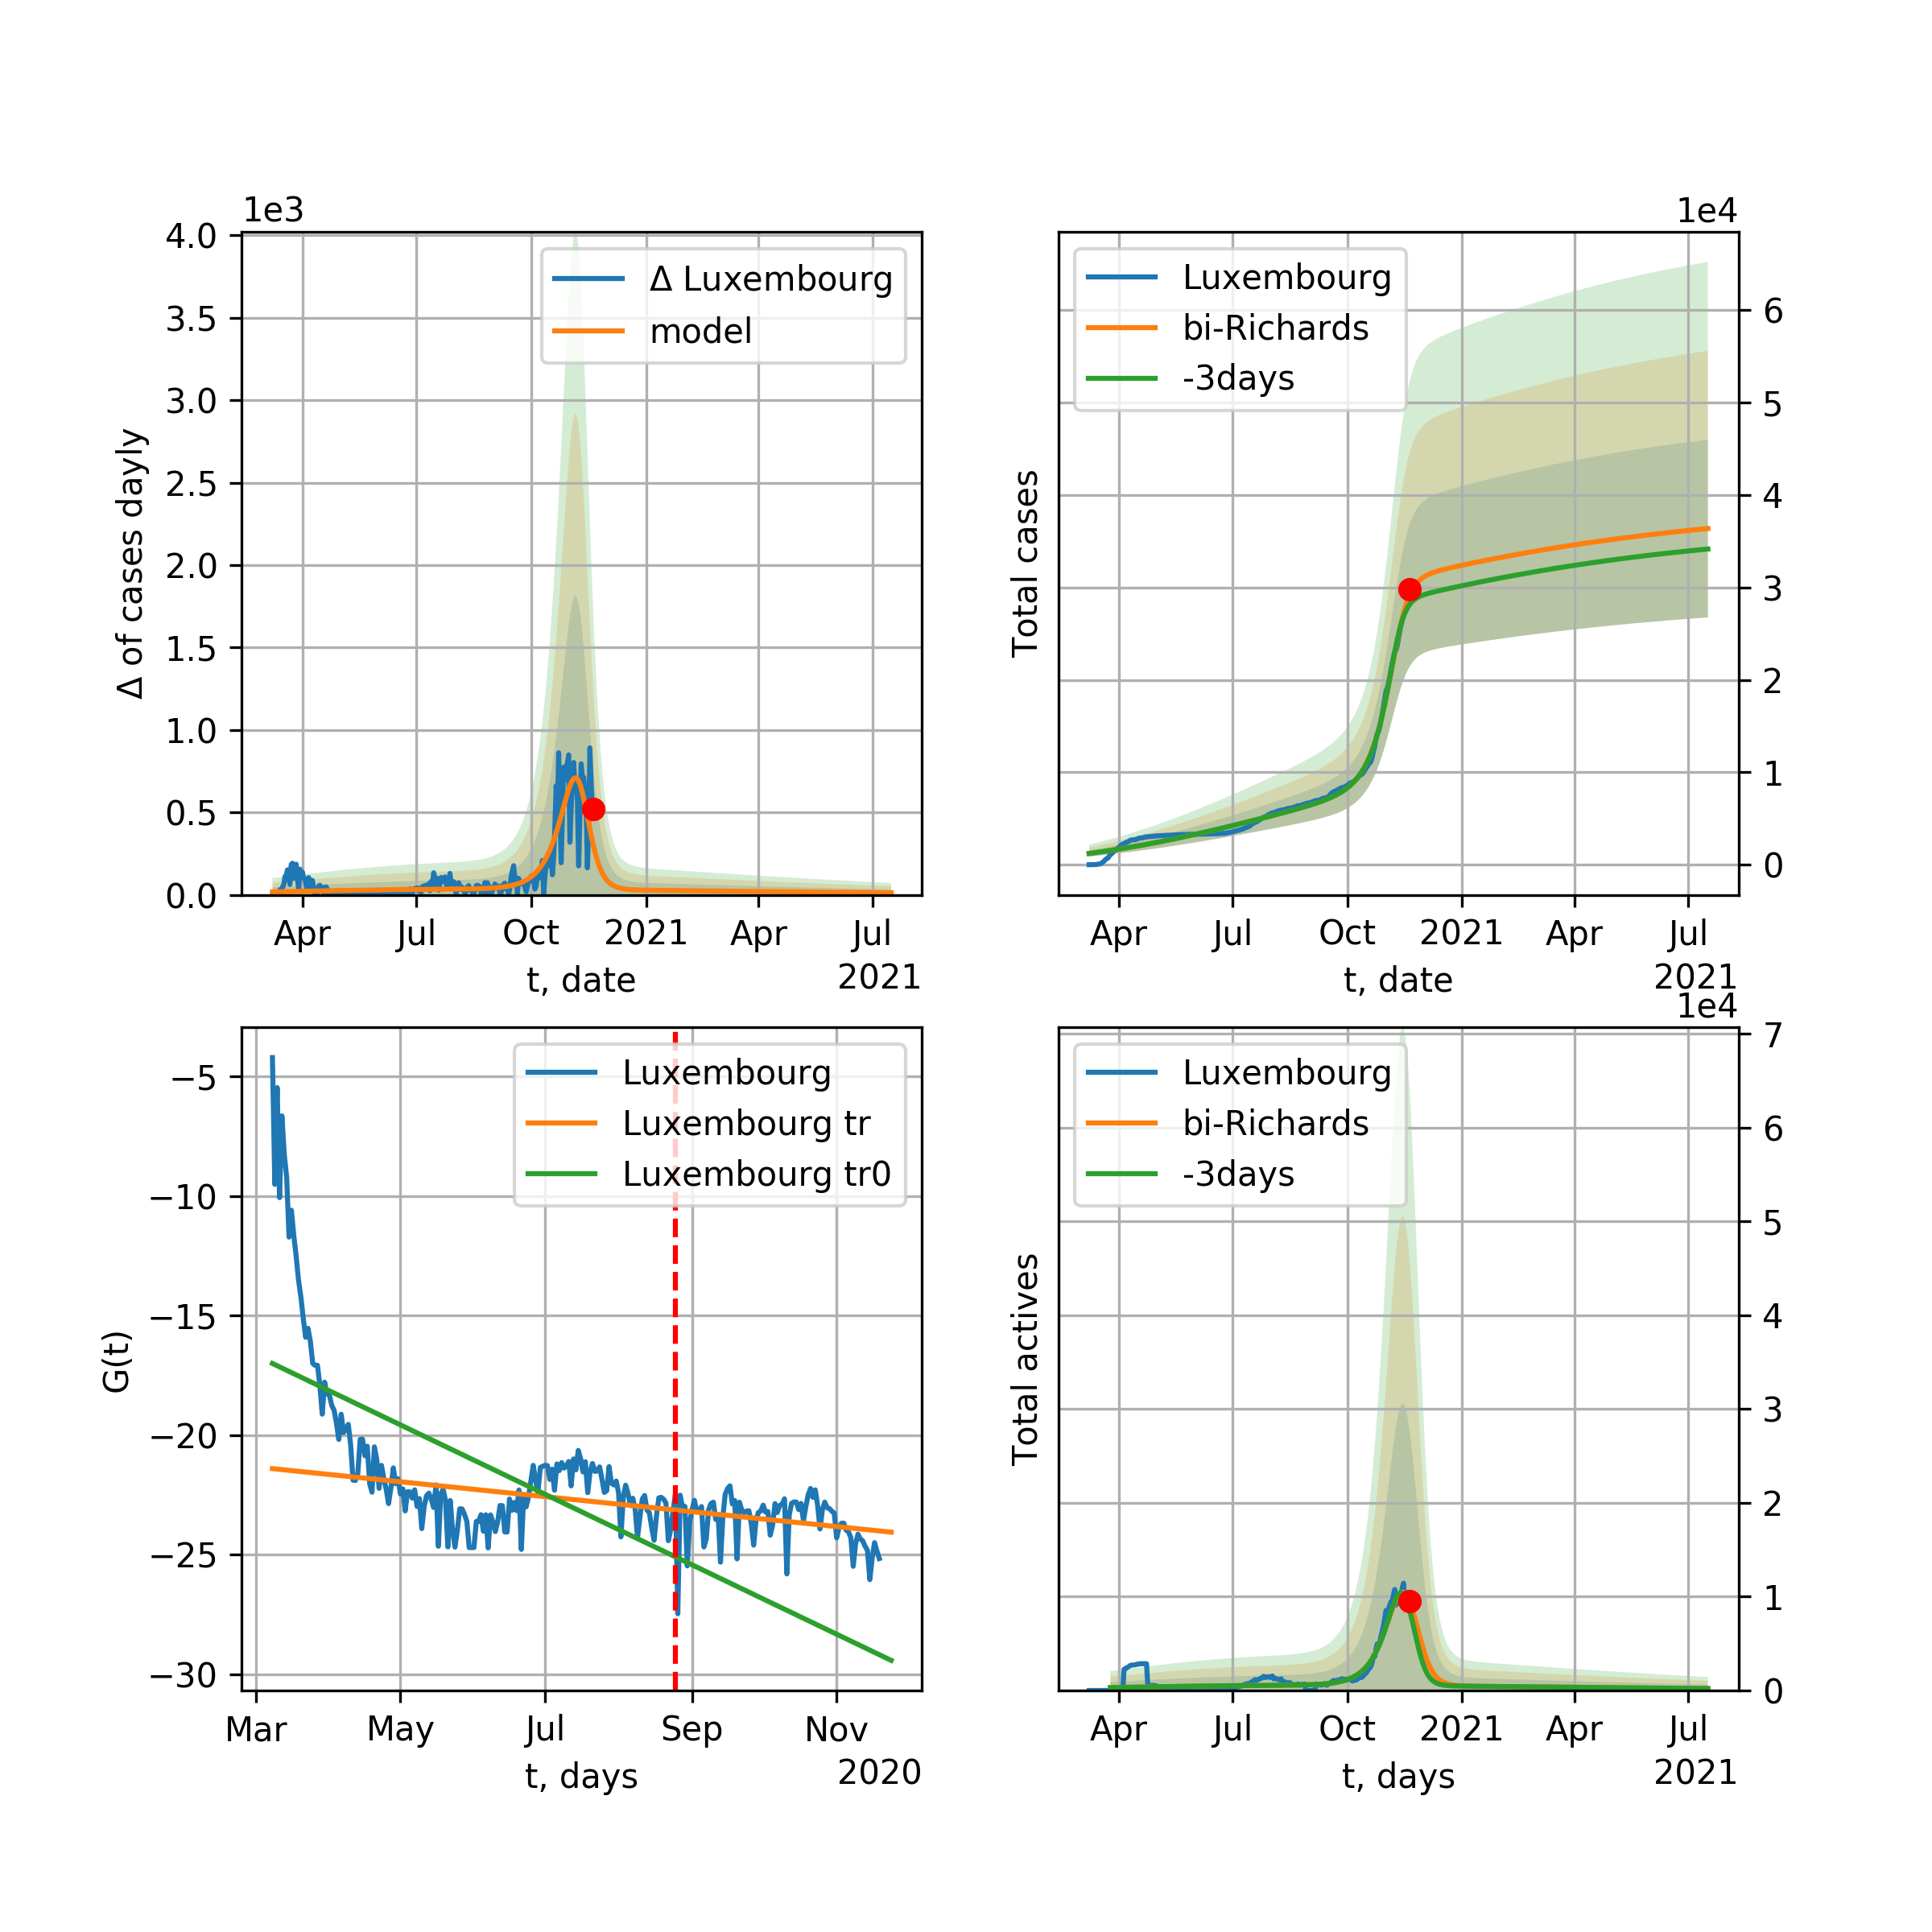 1e3
4.0
3.5
3.0
2.5
2.0
1.5
1.0
0.5
0.0
Δ of cases dayly
Δ Luxembourg
model
Apr Jul Oct 2021 Apr Jul
2021
t, date
1e4
Luxembourg
bi-Richards
-3days
Total cases
6
5
4
3
2
1
0
Apr Jul Oct 2021 Apr Jul
2021
t, date
−5
−10
−15
−20
−25
−30
G(t)
Luxembourg
Luxembourg tr
Luxembourg tr0
Mar May Jul Sep Nov
2020
t, days
1e4
Luxembourg
bi-Richards
-3days
Total actives
7
6
5
4
3
2
1
0
Apr Jul Oct 2021 Apr Jul
2021
t, days